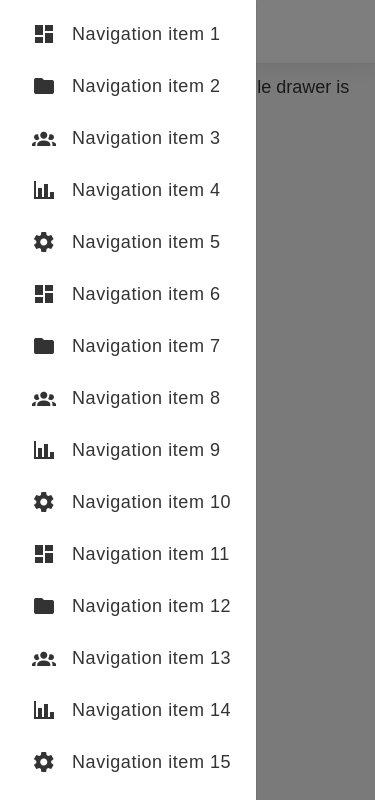 Navigation item 1
Navigation item 2
le drawer is
Navigation item 3
Navigation item 4
Navigation item 5
Navigation item 6
Navigation item 7
Navigation item 8
Navigation item 9
Navigation item 10
Navigation item 11
Navigation item 12
Navigation item 13
Navigation item 14
Navigation item 15